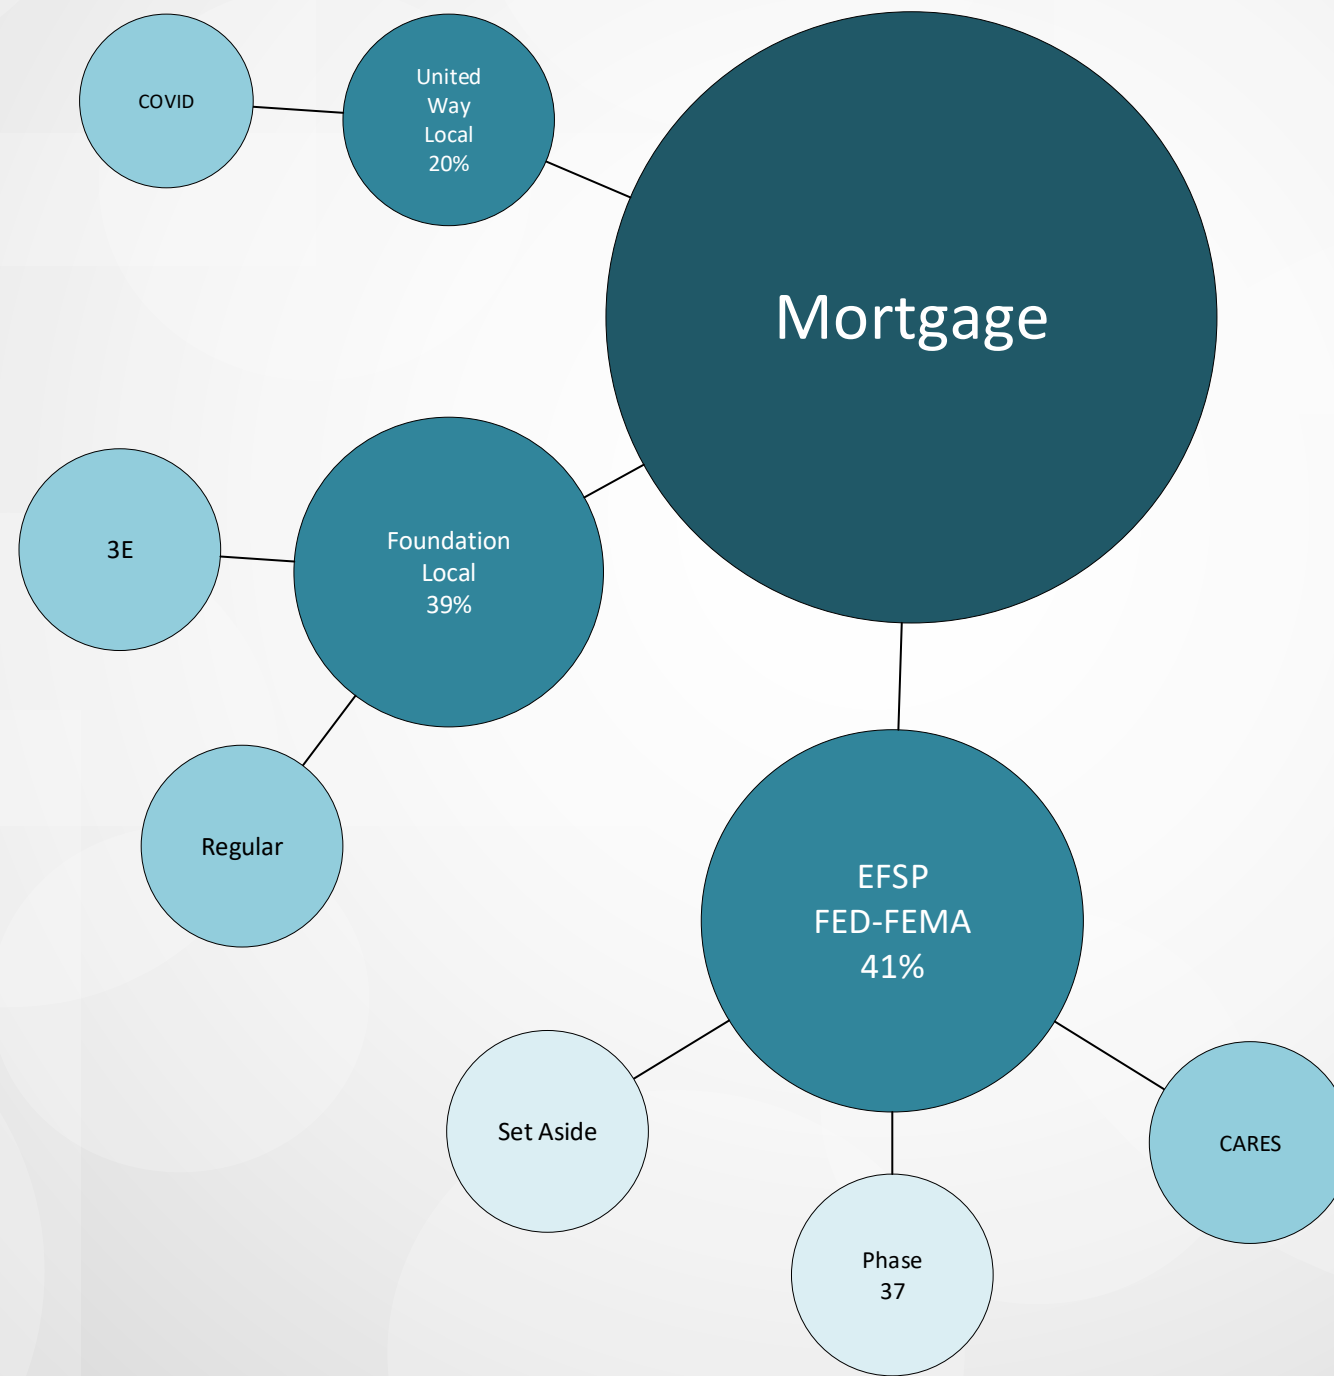 COVID
United
Way
Local
20%
Mortgage
3E
Foundation
Local
39%
Regular
EFSP
FED-FEMA
41%
Set Aside
CARES
Phase
37